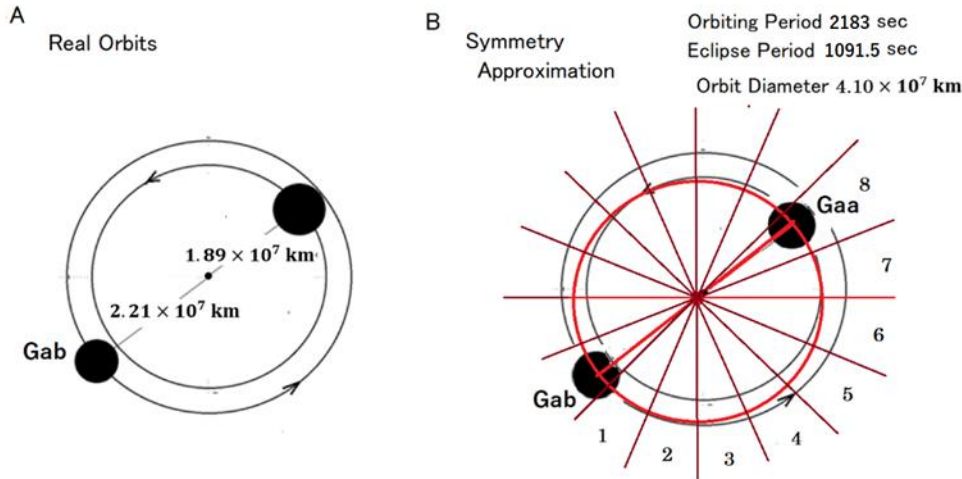 A
Real Orbits
1.89 × 10⁷ km
2.21 × 10⁷ km
Gab
B
Symmetry
Approximation
Orbiting Period 2183 sec
Eclipse Period 1091.5 sec
Orbit Diameter 4.10 × 10⁷ km
8
Gaa
7
6
5
Gab
1
4
2
3